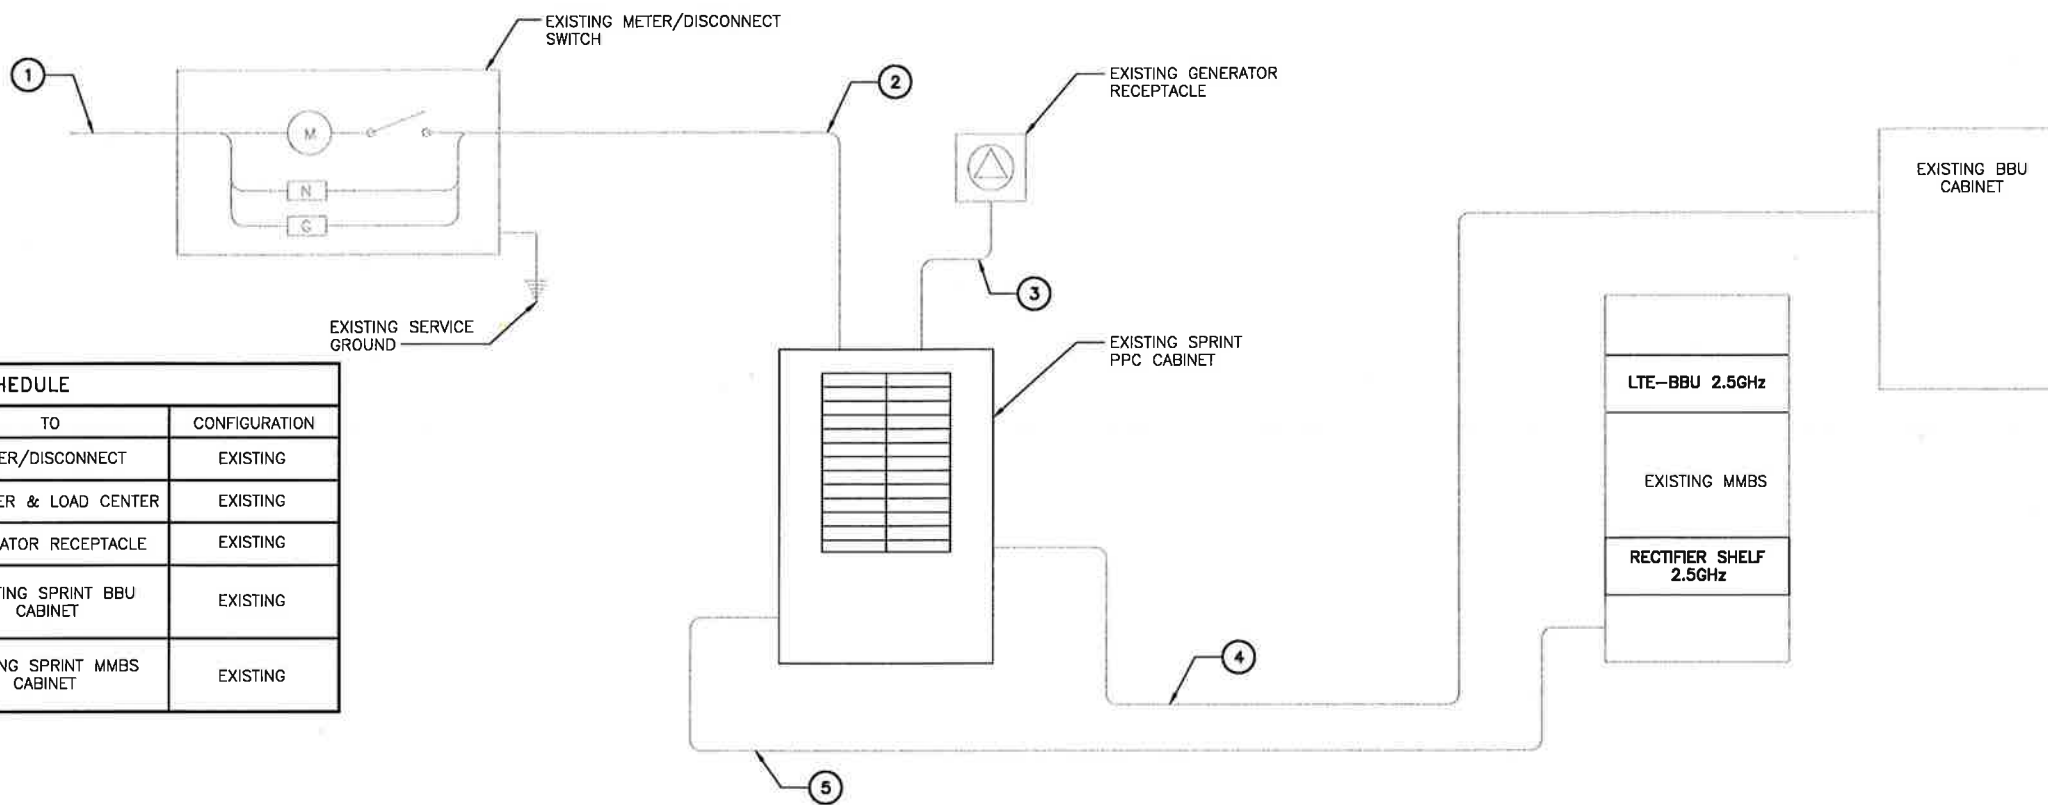 EXISTING METER/DISCONNECT
SWITCH
1
2
EXISTING GENERATOR
RECEPTACLE
M
N
G
EXISTING BBU
CABINET
3
EXISTING SERVICE
GROUND
EXISTING SPRINT
PPC CABINET
HEDULE
TO
CONFIGURATION
ER/DISCONNECT
EXISTING
ER & LOAD CENTER
EXISTING
ATOR RECEPTACLE
EXISTING
TING SPRINT BBU
CABINET
EXISTING
NG SPRINT MMBS
CABINET
EXISTING
LTE-BBU 2.5GHz
EXISTING MMBS
RECTIFIER SHELF
2.5GHz
4
5